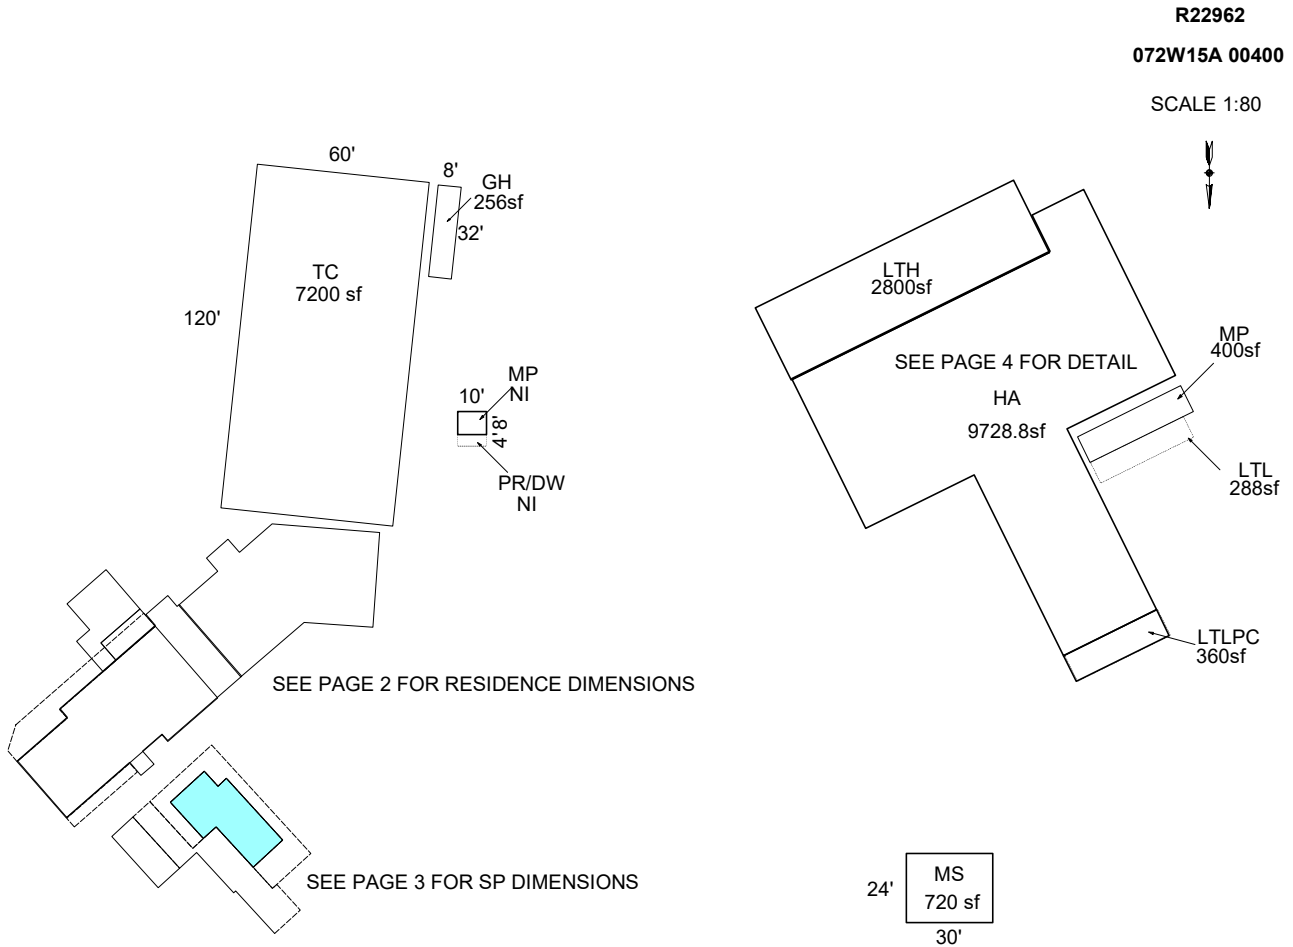 R22962
072W15A 00400
SCALE 1:80
60'
8'
GH
256sf
32'
TC
7200 sf
120'
MP
NI
10'
4'8'
PR/DW
NI
LTH
2800sf
SEE PAGE 4 FOR DETAIL
HA
9728.8sf
MP
400sf
LTL
288sf
LTLPC
360sf
SEE PAGE 2 FOR RESIDENCE DIMENSIONS
SEE PAGE 3 FOR SP DIMENSIONS
24'
MS
720 sf
30'